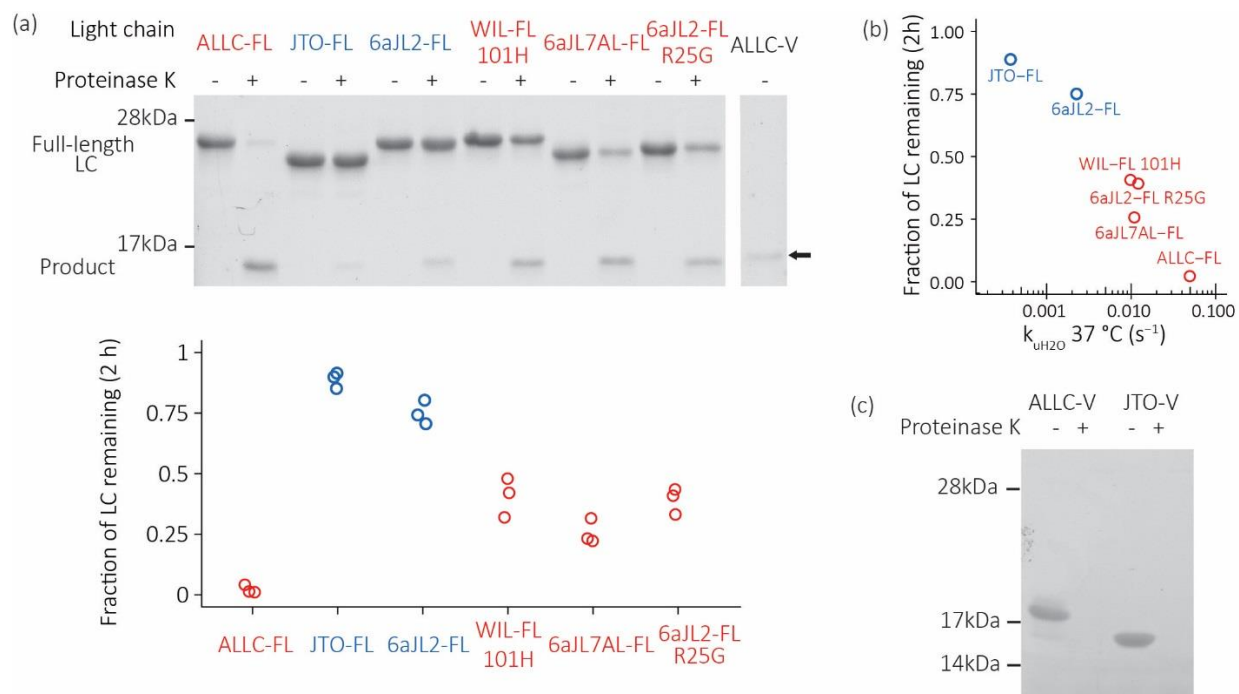 (a)
Light chain
ALLC-FL JTO-FL 6aJL2-FL WIL-FL 101H 6aJL7AL-FL 6aJL2-FL R25G ALLC-V
Proteinase K - + - + - + - + - + - +
28kDa
Full-length LC
17kDa
Product
Fraction of LC remaining (2 h)
1
0.75
0.5
0.25
0
ALLC-FL JTO-FL 6aJL2-FL WIL-FL 101H 6aJL7AL-FL 6aJL2-FL R25G
(b)
Fraction of LC remaining (2h)
1.00
0.75
0.50
0.25
0.00
JTO-FL
6aJL2-FL
WIL-FL 101H
6aJL2-FL R25G
6aJL7AL-FL
ALLC-FL
0.001 0.010 0.100
kuH2O 37 °C (s⁻¹)
(c)
ALLC-V JTO-V
Proteinase K - + - +
28kDa
17kDa
14kDa